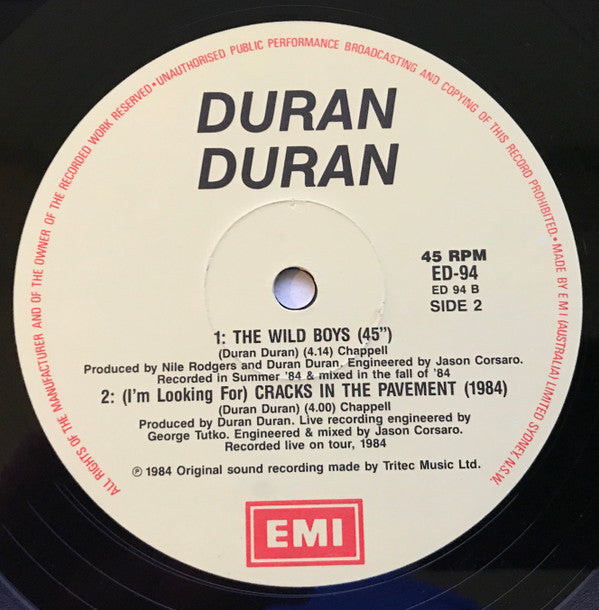 ALL RIGHTS OF THE MANUFACTURER AND OF THE OWNER OF THE RECORDED WORK RESERVED•UNAUTHORISED PUBLIC PERFORMANCE BROADCASTING AND COPYING OF THIS RECORD PROHIBITED.•MADE BY E M I (AUSTRALIA) LIMITED SYDNEY, N.S.W.
DURAN
DURAN
45 RPM
ED-94
ED 94 B
SIDE 2
1: THE WILD BOYS (45")
(Duran Duran) (4.14) Chappell
Produced by Nile Rodgers and Duran Duran. Engineered by Jason Corsaro.
Recorded in Summer '84 & mixed in the fall of '84
2: (I'm Looking For) CRACKS IN THE PAVEMENT (1984)
(Duran Duran) (4.00) Chappell
Produced by Duran Duran. Live recording engineered by
George Tutko. Engineered & mixed by Jason Corsaro.
Recorded live on tour, 1984
℗ 1984 Original sound recording made by Tritec Music Ltd.
EMI